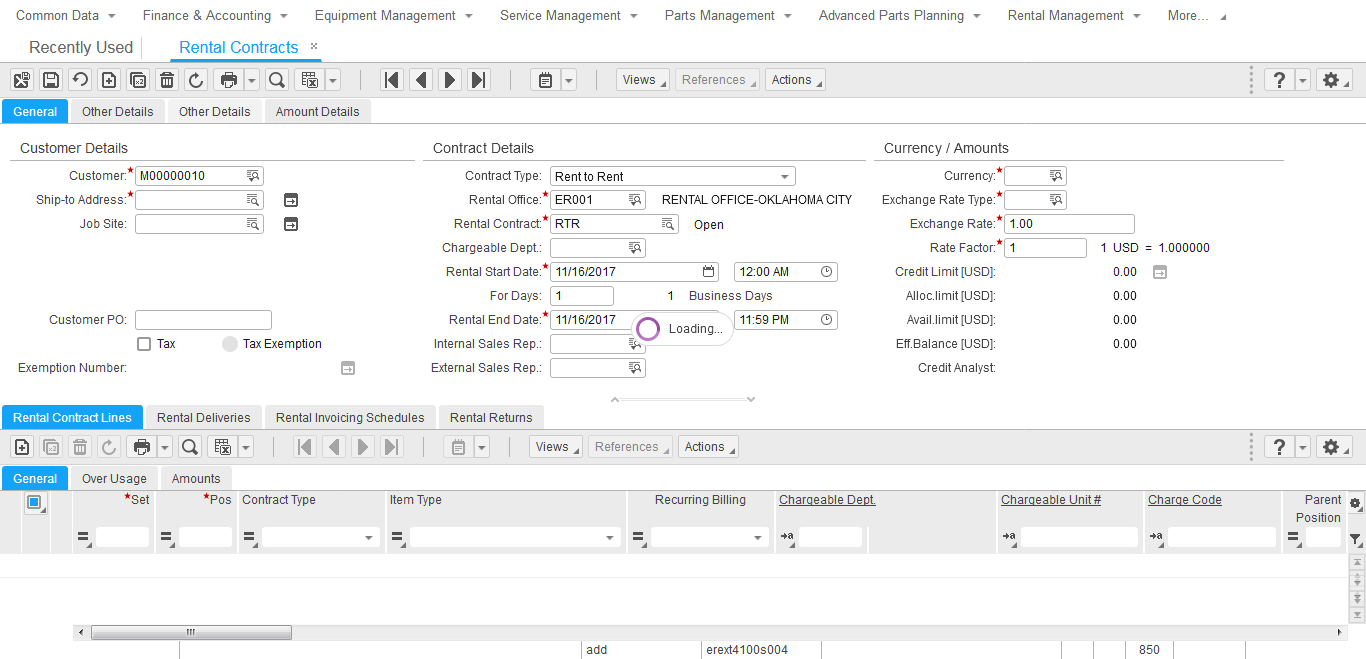 Common Data Finance & Accounting Equipment Management Service Management Parts Management Advanced Parts Planning Rental Management More...
Recently Used Rental Contracts ×
Views References Actions ?
General Other Details Other Details Amount Details
Customer Details
Customer:* M00000010
Ship-to Address:*
Job Site:
Customer PO:
Tax Tax Exemption
Exemption Number:
Contract Details
Contract Type: Rent to Rent
Rental Office:* ER001 RENTAL OFFICE-OKLAHOMA CITY
Rental Contract:* RTR Open
Chargeable Dept.:
Rental Start Date:* 11/16/2017 12:00 AM
For Days: 1 1 Business Days
Rental End Date:* 11/16/2017 11:59 PM
Loading...
Internal Sales Rep.:
External Sales Rep.:
Currency / Amounts
Currency:*
Exchange Rate Type:*
Exchange Rate:* 1.00
Rate Factor:* 1 1 USD = 1.000000
Credit Limit [USD]: 0.00
Alloc.limit [USD]: 0.00
Avail.limit [USD]: 0.00
Eff.Balance [USD]: 0.00
Credit Analyst:
Rental Contract Lines Rental Deliveries Rental Invoicing Schedules Rental Returns
Views References Actions ?
General Over Usage Amounts
*Set *Pos Contract Type Item Type Recurring Billing Chargeable Dept. Chargeable Unit # Charge Code Parent
Position
add erext4100s004 850